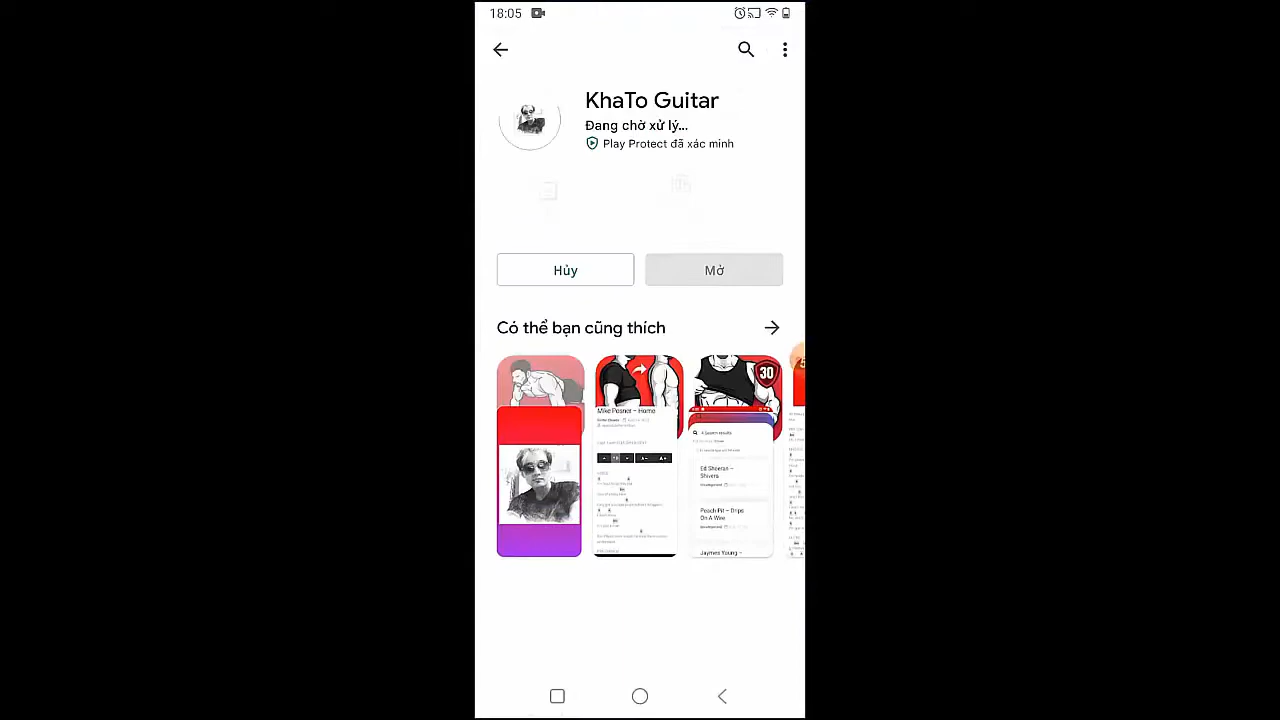 18:05
KhaTo Guitar
Đang chờ xử lý...
Play Protect đã xác minh
Hủy
Mở
Có thể bạn cũng thích
30
Mike Posner – Home
Ed Sheeran –
Shivers
Peach Pit – Drips
On A Wire
Jaymes Young –